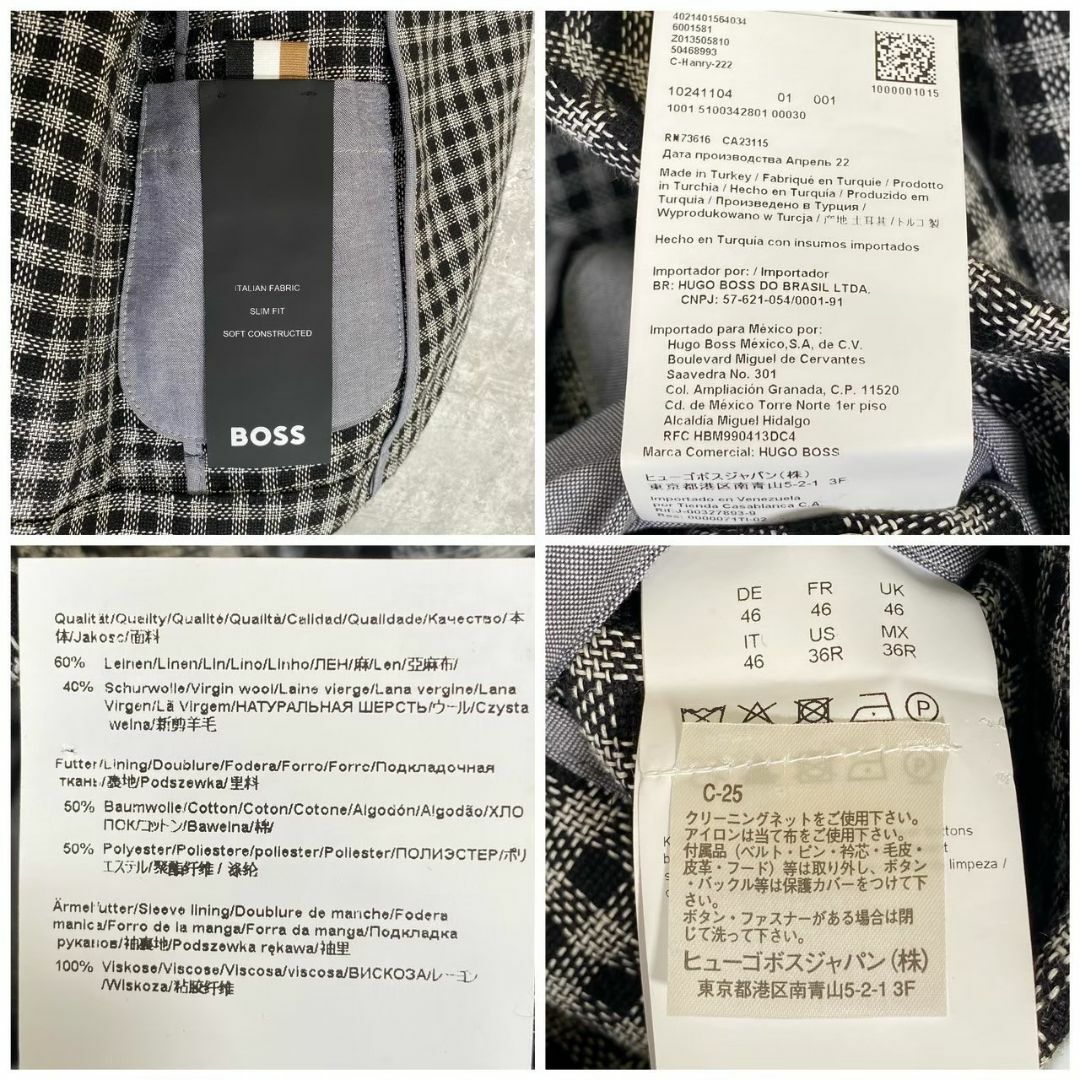 ITALIAN FABRIC
SLIM FIT
SOFT CONSTRUCTED
BOSS
4021401564034
6001581
Z013505810
50468993
C-Hanry-222
1000001015
10241104 01 001
1001 5100342801 00030
RN73616 CA23115
Дата производства Апрель 22
Made in Turkey / Fabriqué en Turquie / Prodotto
in Turchia / Hecho en Turquía / Produzido em
Turquia / Произведено в Турции /
Wyprodukowano w Turcja / 产地 土耳其 / トルコ 製
Hecho en Turquía con insumos importados
Importador por: / Importador
BR: HUGO BOSS DO BRASIL LTDA.
CNPJ: 57-621-054/0001-91
Importado para México por:
Hugo Boss México,S.A, de C.V.
Boulevard Miguel de Cervantes
Saavedra No. 301
Col. Ampliación Granada, C.P. 11520
Cd. de México Torre Norte 1er piso
Alcaldía Miguel Hidalgo
RFC HBM990413DC4
Marca Comercial: HUGO BOSS
ヒューゴボスジャパン(株)
東京都港区南青山5-2-1 3F
Importado en Venezuela
por Tienda Casablanca C.A.
Rif.J-00327893-9
Res: 0000071TI-02
Qualität/Quality/Qualité/Qualità/Calidad/Qualidade/Качество/本
体/Jakosc/面料
60% Leinen/Linen/Lin/Lino/Linho/ЛЕН/麻/Len/亞麻布/
40% Schurwolle/Virgin wool/Laine vierge/Lana vergine/Lana
Virgen/Lã Virgem/НАТУРАЛЬНАЯ ШЕРСТЬ/ウール/Czysta
welna/新剪羊毛
Futter/Lining/Doublure/Fodera/Forro/Forro/Подкладочная
ткань/裏地/Podszewka/里料
50% Baumwolle/Cotton/Coton/Cotone/Algodón/Algodão/ХЛО
ПОК/コットン/Bawelna/棉/
50% Polyester/Poliestere/poliester/Poliester/ПОЛИЭСТЕР/ポリ
エステル/聚酯纤维/ 涤纶
Ärmelfutter/Sleeve lining/Doublure de manche/Fodera
manica/Forro de la manga/Forra da manga/Подкладка
рукавов/袖裏地/Podszewka rękawa/袖里
100% Viskose/Viscose/Viscosa/viscosa/ВИСКОЗА/レーヨン
/Wiskoza/粘胶纤维
DE FR UK
46 46 46
IT US MX
46 36R 36R
P
C-25
クリーニングネットをご使用下さい。
アイロンは当て布をご使用下さい。
付属品(ベルト・ピン・衿芯・毛皮・
皮革・フード)等は取り外し、ボタン
・バックル等は保護カバーをつけて下
さい。
ボタン・ファスナーがある場合は閉
じて洗って下さい。
ヒューゴボスジャパン(株)
東京都港区南青山5-2-1 3F
limpeza /